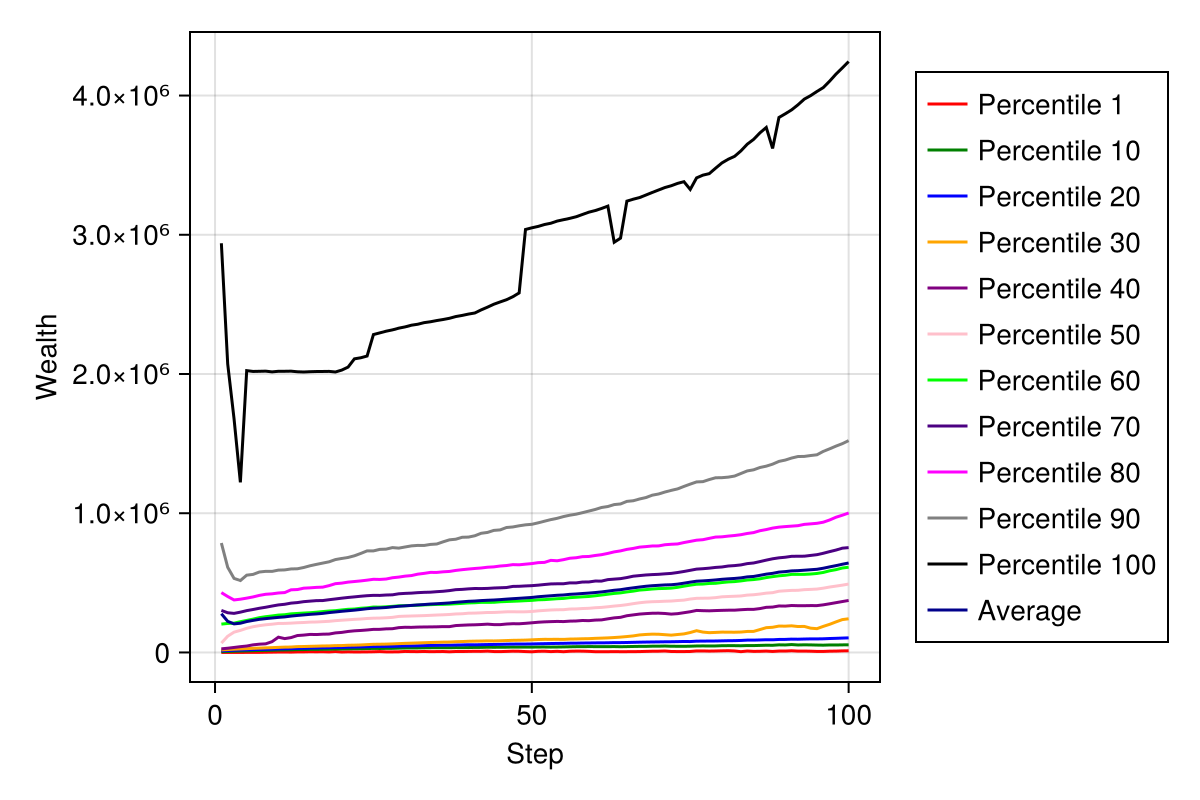 4.0×10⁶
3.0×10⁶
2.0×10⁶
1.0×10⁶
0
Wealth
0 50 100
Step
Percentile 1
Percentile 10
Percentile 20
Percentile 30
Percentile 40
Percentile 50
Percentile 60
Percentile 70
Percentile 80
Percentile 90
Percentile 100
Average